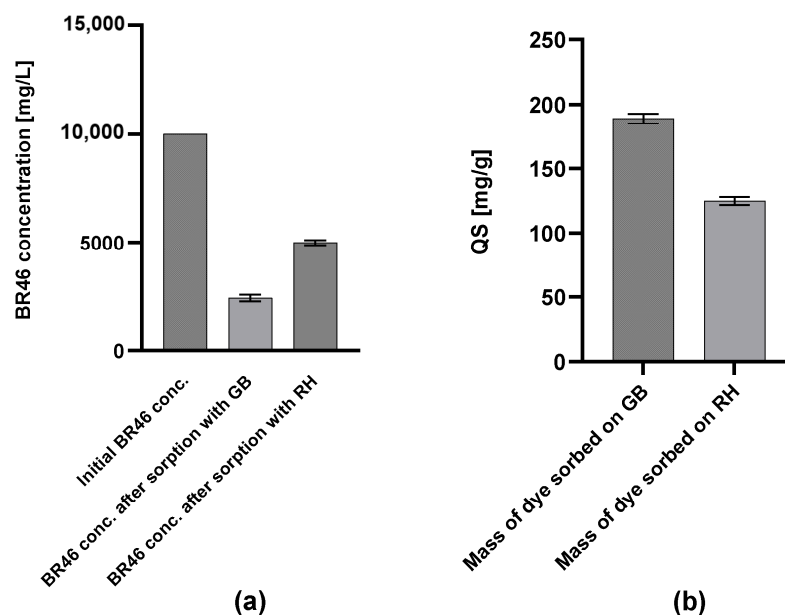 BR46 concentration [mg/L]
15,000
10,000
5000
0
Initial BR46 conc.
BR46 conc. after sorption with GB
BR46 conc. after sorption with RH
(a)
QS [mg/g]
250
200
150
100
50
0
Mass of dye sorbed on GB
Mass of dye sorbed on RH
(b)